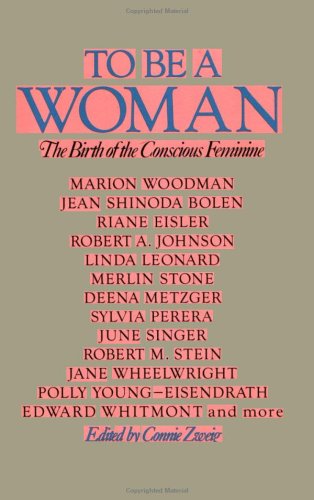 TO BE A
WOMAN
The Birth of the Conscious Feminine
MARION WOODMAN
JEAN SHINODA BOLEN
RIANE EISLER
ROBERT A. JOHNSON
LINDA LEONARD
MERLIN STONE
DEENA METZGER
SYLVIA PERERA
JUNE SINGER
ROBERT M. STEIN
JANE WHEELWRIGHT
POLLY YOUNG–EISENDRATH
EDWARD WHITMONT and more
Edited by Connie Zweig